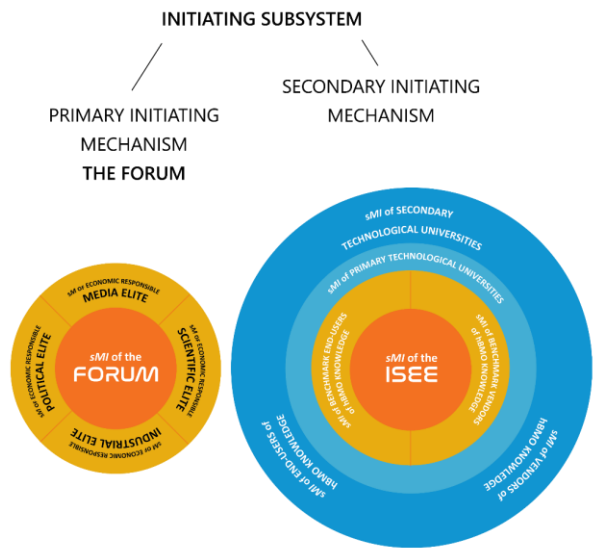 INITIATING SUBSYSTEM
PRIMARY INITIATING
MECHANISM
THE FORUM
SECONDARY INITIATING
MECHANISM
sMI of ECONOMIC RESPONSIBLE
MEDIA ELITE
sMI of ECONOMIC RESPONSIBLE
POLITICAL ELITE
sMI of the
FORUM
SCIENTIFIC ELITE
sMI of ECONOMIC RESPONSIBLE
INDUSTRIAL ELITE
sMI of ECONOMIC RESPONSIBLE
sMI of SECONDARY
TECHNOLOGICAL UNIVERSITIES
sMI of PRIMARY TECHNOLOGICAL UNIVERSITIES
sMI of BENCHMARK END-USERS
of hBMO KNOWLEDGE
sMI of the
ISEE
sMI of BENCHMARK VENDORS
of hBMO KNOWLEDGE
sMI of END-USERS of
hBMO KNOWLEDGE
sMI of VENDORS of
hBMO KNOWLEDGE